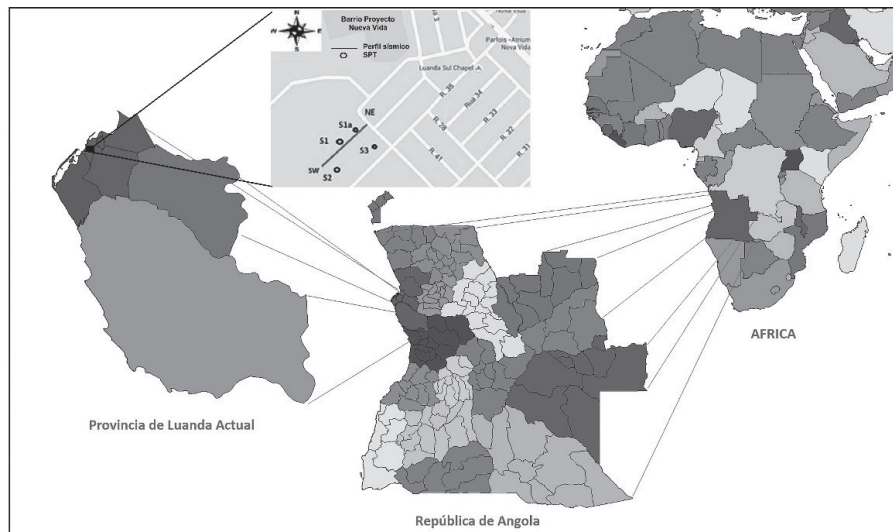 N
W
E
S
Barrio Proyecto
Nueva Vida
Perfil sísmico
SPT
Parfois -Atrium
Nova Vida
Luanda Sul Chapel
R. 35
Rua 34
R. 33
R. 32
R. 31
R. 28
R. 41
NE
S1a
S1
S3
SW
S2
AFRICA
Provincia de Luanda Actual
República de Angola